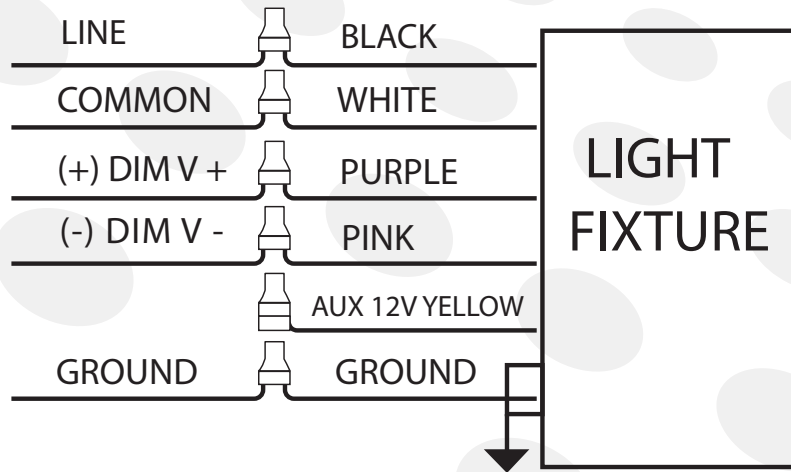 LINE BLACK
COMMON WHITE
(+) DIM V + PURPLE
(-) DIM V - PINK
AUX 12V YELLOW
GROUND GROUND
LIGHT
FIXTURE